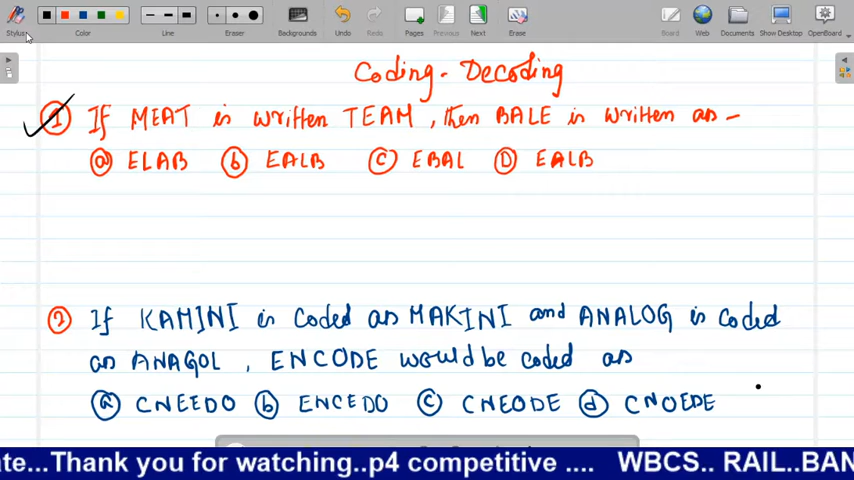 Stylus Color Line Eraser Backgrounds Undo Redo Pages Previous Next Erase Board Web Documents Show Desktop OpenBoard
Coding - Decoding
① If MEAT is written TEAM, then BALE is written as -
ⓐ ELAB ⓑ EALB ⓒ EBAL Ⓓ EALB
② If KAMINI is coded as MAKINI and ANALOG is coded
as ANAGOL, ENCODE would be coded as
ⓐ CNEEDO ⓑ ENCEDO ⓒ CNEODE ⓓ CNOEDE
ate...Thank you for watching..p4 competitive .... WBCS.. RAIL..BAN